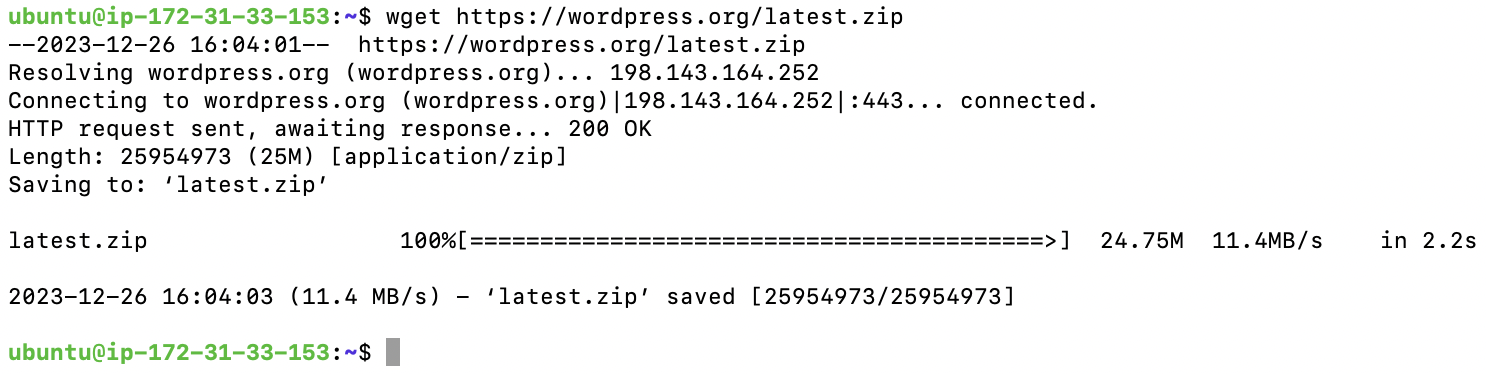 ubuntu@ip-172-31-33-153:~$ wget https://wordpress.org/latest.zip
--2023-12-26 16:04:01--  https://wordpress.org/latest.zip
Resolving wordpress.org (wordpress.org)... 198.143.164.252
Connecting to wordpress.org (wordpress.org)|198.143.164.252|:443... connected.
HTTP request sent, awaiting response... 200 OK
Length: 25954973 (25M) [application/zip]
Saving to: ‘latest.zip’

latest.zip                  100%[=========================================>]  24.75M  11.4MB/s    in 2.2s

2023-12-26 16:04:03 (11.4 MB/s) - ‘latest.zip’ saved [25954973/25954973]

ubuntu@ip-172-31-33-153:~$